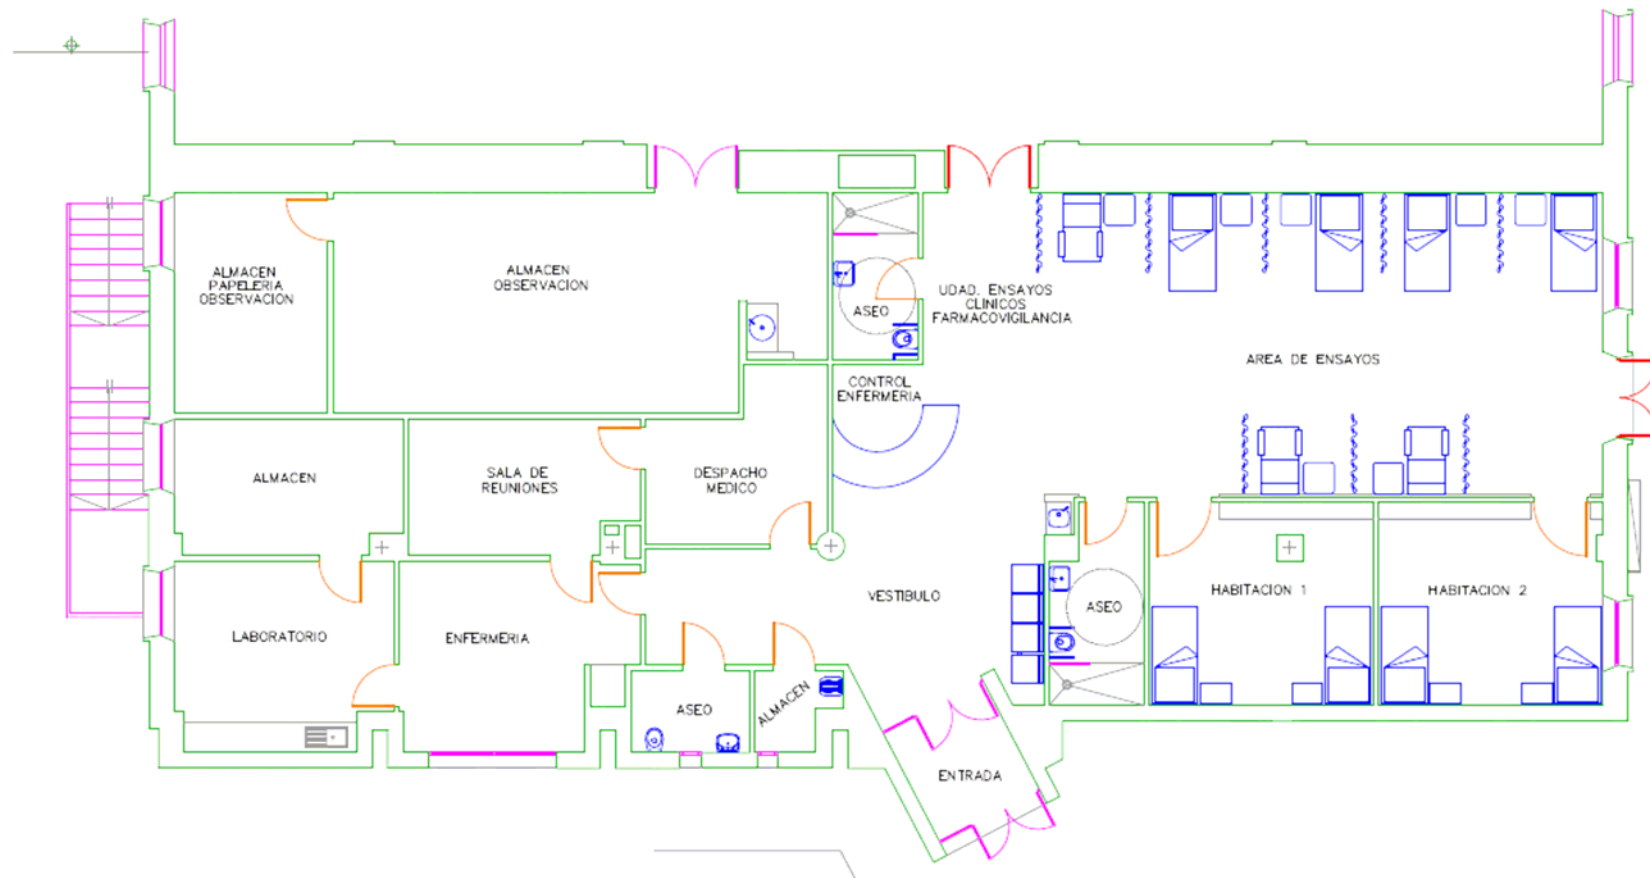 ALMACEN
PAPELERIA
OBSERVACION
ALMACEN
OBSERVACION
ASEO
UDAD. ENSAYOS
CLINICOS
FARMACOVIGILANCIA
AREA DE ENSAYOS
CONTROL
ENFERMERIA
ALMACEN
SALA DE
REUNIONES
DESPACHO
MEDICO
VESTIBULO
ASEO
HABITACION 1
HABITACION 2
LABORATORIO
ENFERMERIA
ASEO
ALMACEN
ENTRADA